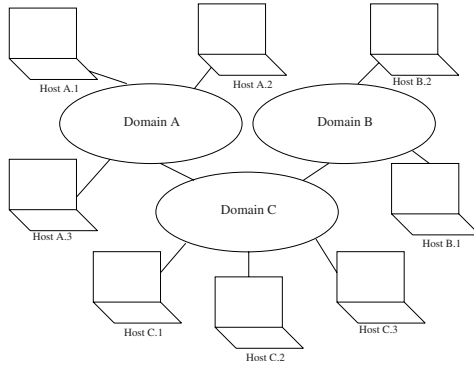 Host A.1
Host A.2
Host B.2
Domain A
Domain B
Host A.3
Domain C
Host B.1
Host C.1
Host C.2
Host C.3